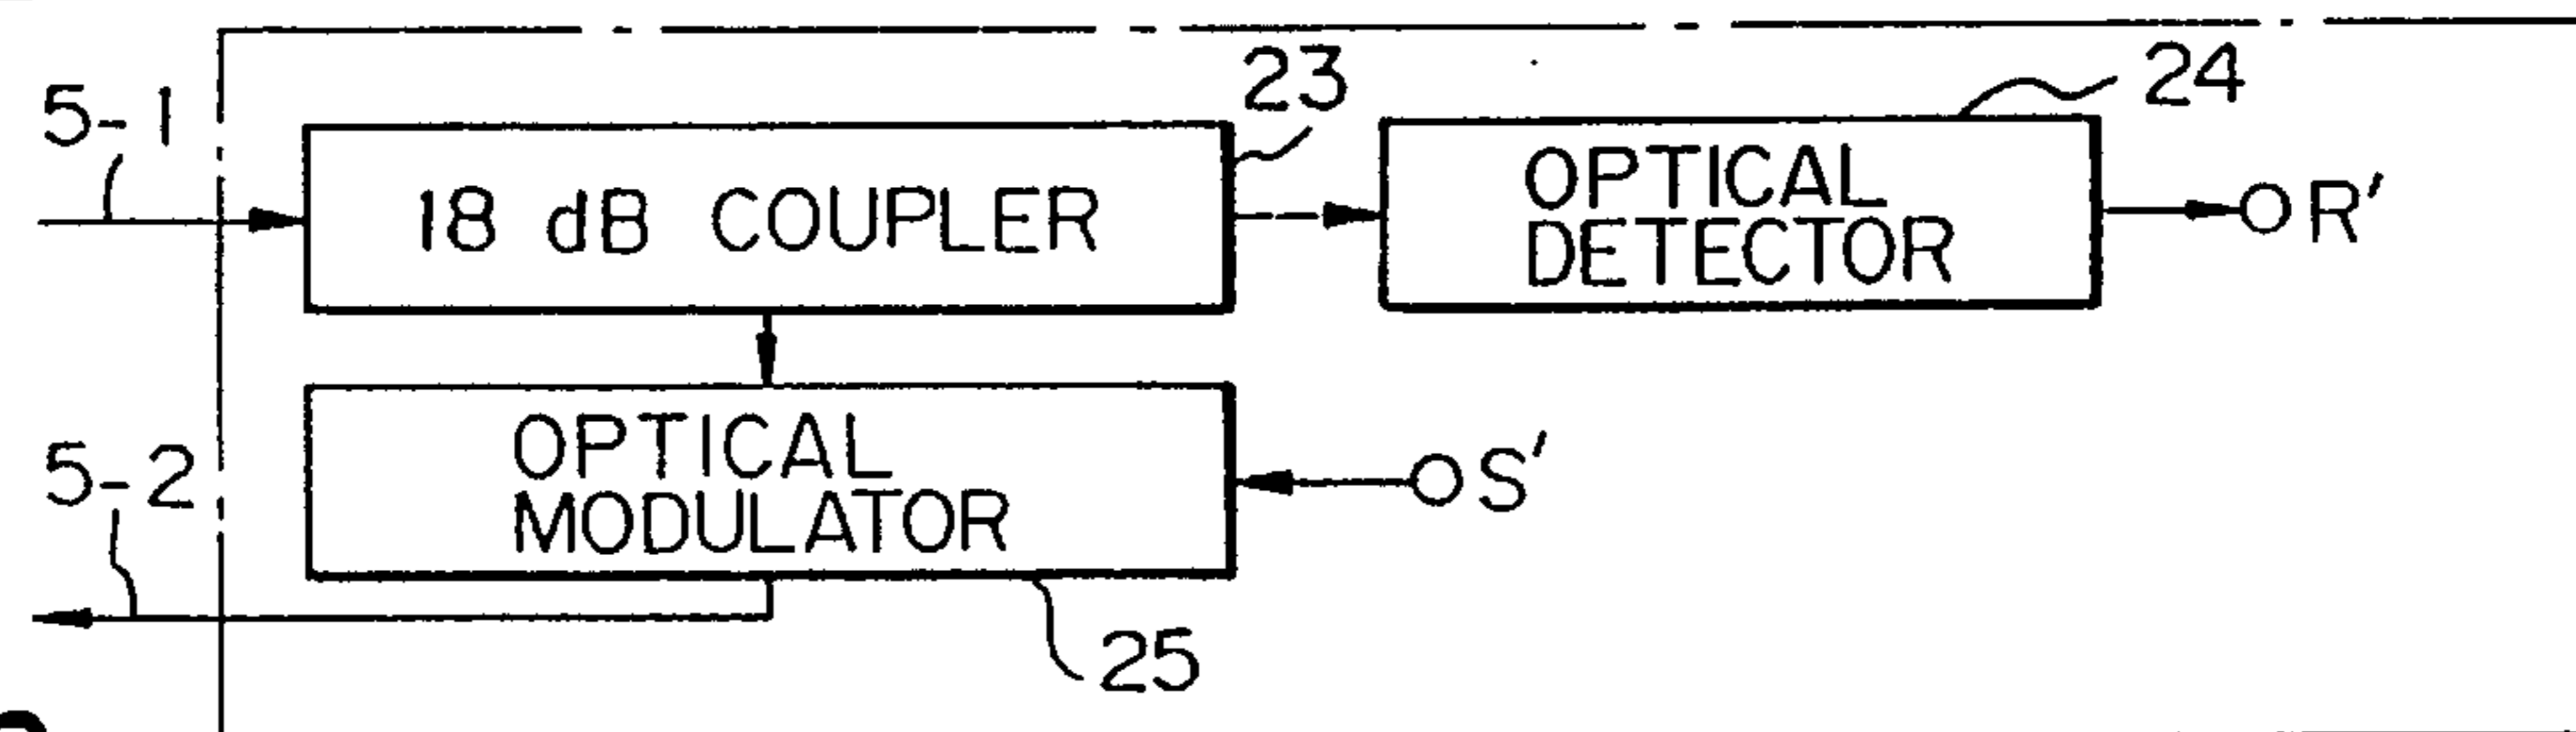 23
24
5-1
18 dB COUPLER
OPTICAL
DETECTOR
R'
5-2
OPTICAL
MODULATOR
S'
25